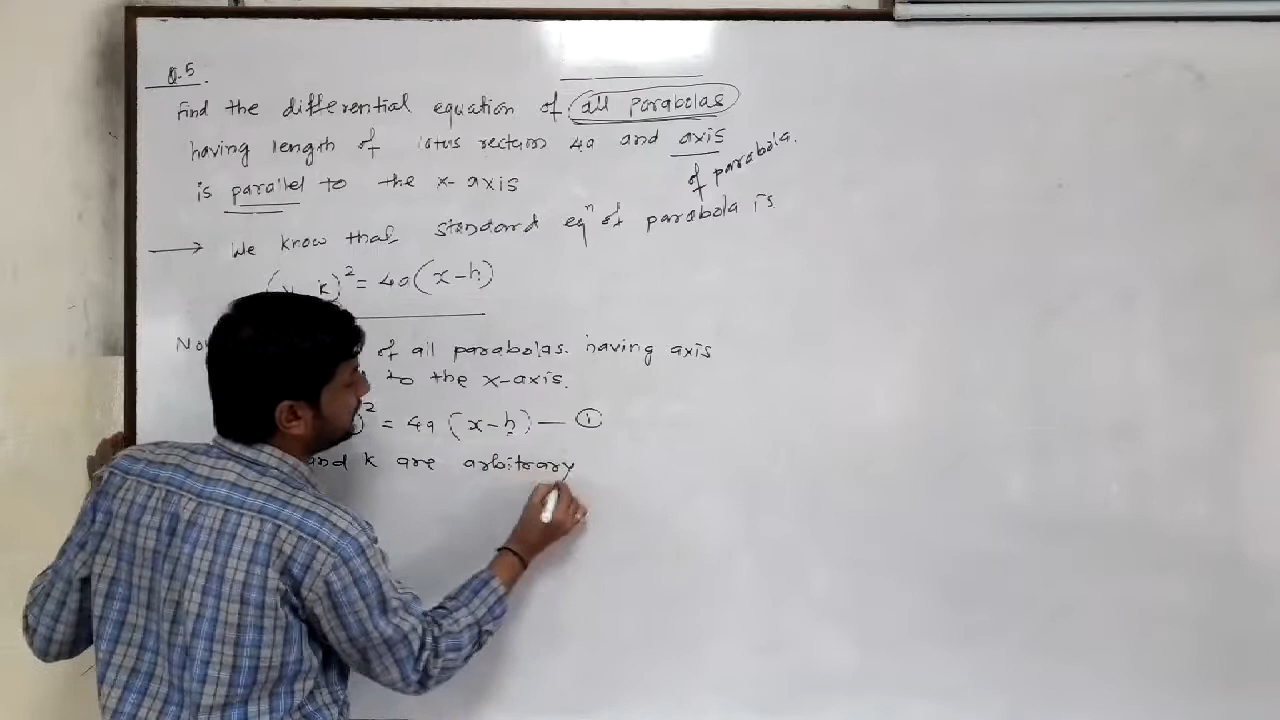 Q.5.
Find the differential equation of all parabolas
having length of latus rectum 4a and axis
of parabola.
is parallel to the x-axis
→ We know that standard eqⁿ of parabola is
k)² = 4a(x-h)
of all parabolas. having axis
to the x-axis.
)² = 4a (x-h) — ①
and k are arbitrary